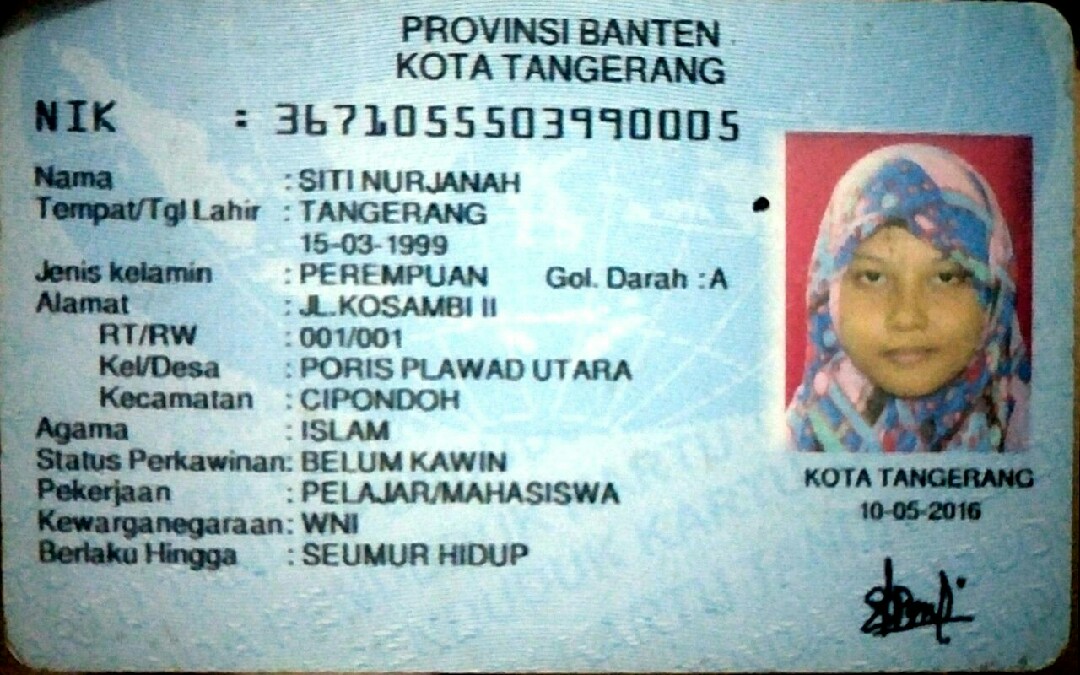 PROVINSI BANTEN
KOTA TANGERANG
NIK : 3671055503990005
Nama : SITI NURJANAH
Tempat/Tgl Lahir : TANGERANG
15-03-1999
Jenis kelamin : PEREMPUAN Gol. Darah : A
Alamat : JL.KOSAMBI II
RT/RW : 001/001
Kel/Desa : PORIS PLAWAD UTARA
Kecamatan : CIPONDOH
Agama : ISLAM
Status Perkawinan: BELUM KAWIN
Pekerjaan : PELAJAR/MAHASISWA
Kewarganegaraan: WNI
Berlaku Hingga : SEUMUR HIDUP
KOTA TANGERANG
10-05-2016